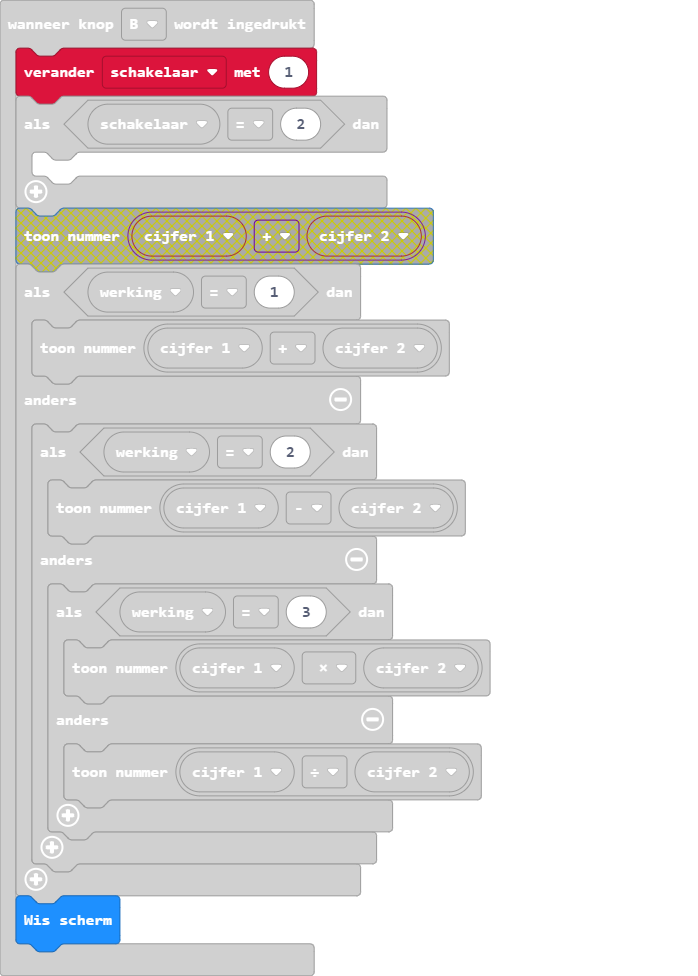 wanneer knop B wordt ingedrukt
verander schakelaar met 1
als schakelaar = 2 dan
toon nummer cijfer 1 + cijfer 2
als werking = 1 dan
toon nummer cijfer 1 + cijfer 2
anders
als werking = 2 dan
toon nummer cijfer 1 - cijfer 2
anders
als werking = 3 dan
toon nummer cijfer 1 × cijfer 2
anders
toon nummer cijfer 1 ÷ cijfer 2
Wis scherm